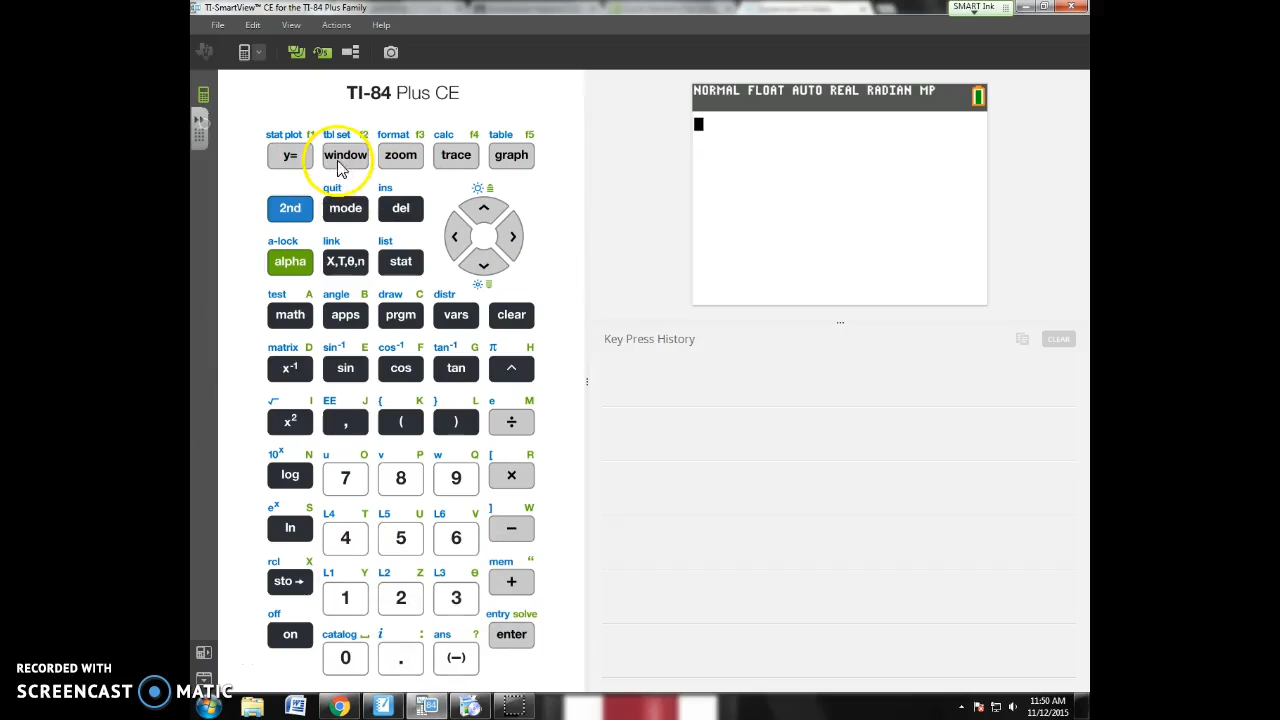 TI-SmartView™ CE for the TI-84 Plus Family
SMART Ink
File Edit View Actions Help
TI-84 Plus CE
NORMAL FLOAT AUTO REAL RADIAN MP
stat plot f1 tbl set f2 format f3 calc f4 table f5
y= window zoom trace graph
quit ins
2nd mode del
a-lock link list
alpha X,T,θ,n stat
test A angle B draw C distr
math apps prgm vars clear
matrix D sin⁻¹ E cos⁻¹ F tan⁻¹ G π H
x⁻¹ sin cos tan ^
√ I EE J { K } L e M
x² , ( ) ÷
10ˣ N u O v P w Q [ R
log 7 8 9 ×
eˣ S L4 T L5 U L6 V ] W
ln 4 5 6 −
rcl X L1 Y L2 Z L3 θ mem “
sto→ 1 2 3 +
off catalog ⎵ i : ans ? entry solve
on 0 . (−) enter
Key Press History
CLEAR
RECORDED WITH
SCREENCAST MATIC
84
11:50 AM
11/12/2015